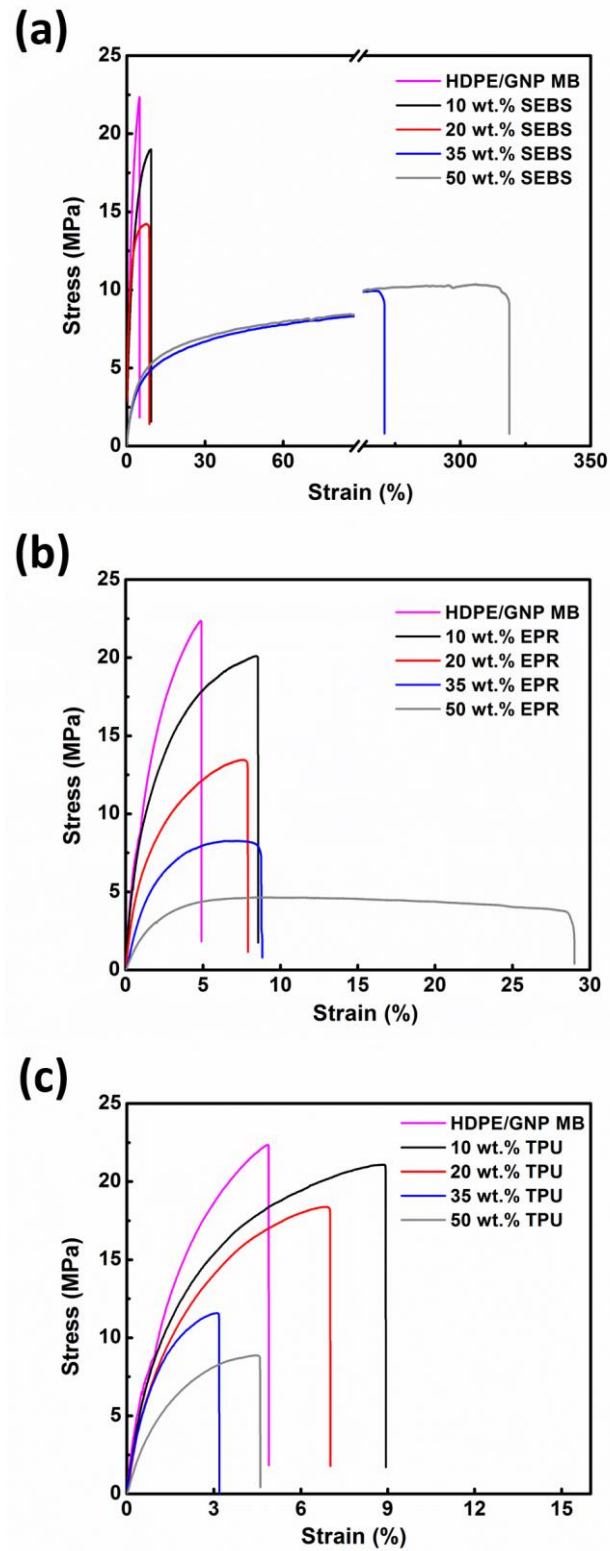 (a)
25
20
15
10
5
0
Stress (MPa)
HDPE/GNP MB
10 wt.% SEBS
20 wt.% SEBS
35 wt.% SEBS
50 wt.% SEBS
0 30 60 300 350
Strain (%)
(b)
25
20
15
10
5
0
Stress (MPa)
HDPE/GNP MB
10 wt.% EPR
20 wt.% EPR
35 wt.% EPR
50 wt.% EPR
0 5 10 15 20 25 30
Strain (%)
(c)
25
20
15
10
5
0
Stress (MPa)
HDPE/GNP MB
10 wt.% TPU
20 wt.% TPU
35 wt.% TPU
50 wt.% TPU
0 3 6 9 12 15
Strain (%)